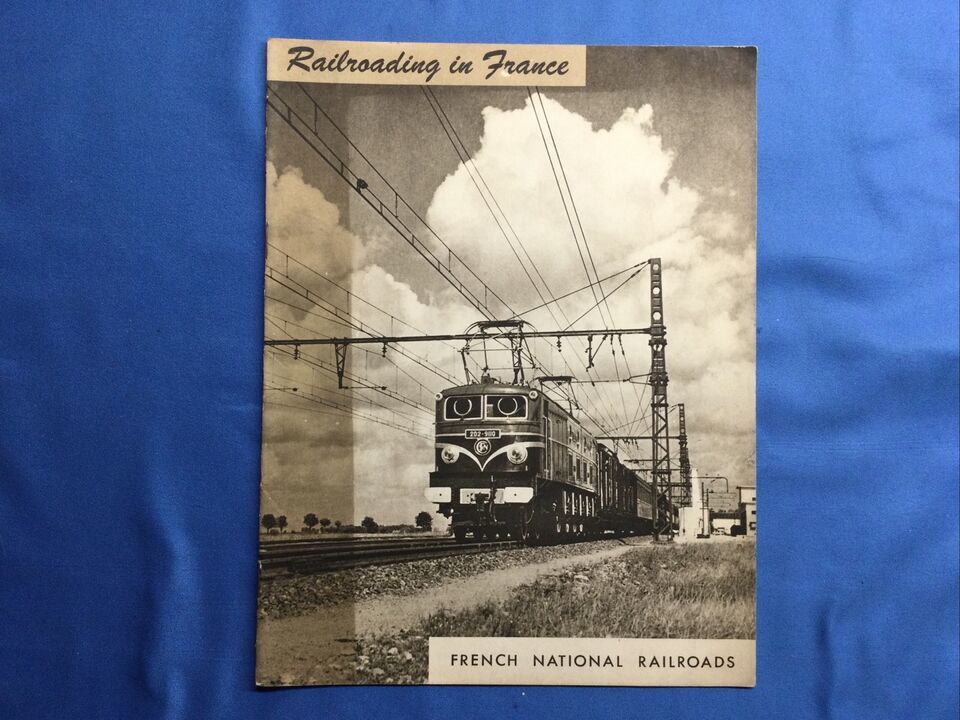 Railroading in France
2D2-9110
FRENCH NATIONAL RAILROADS